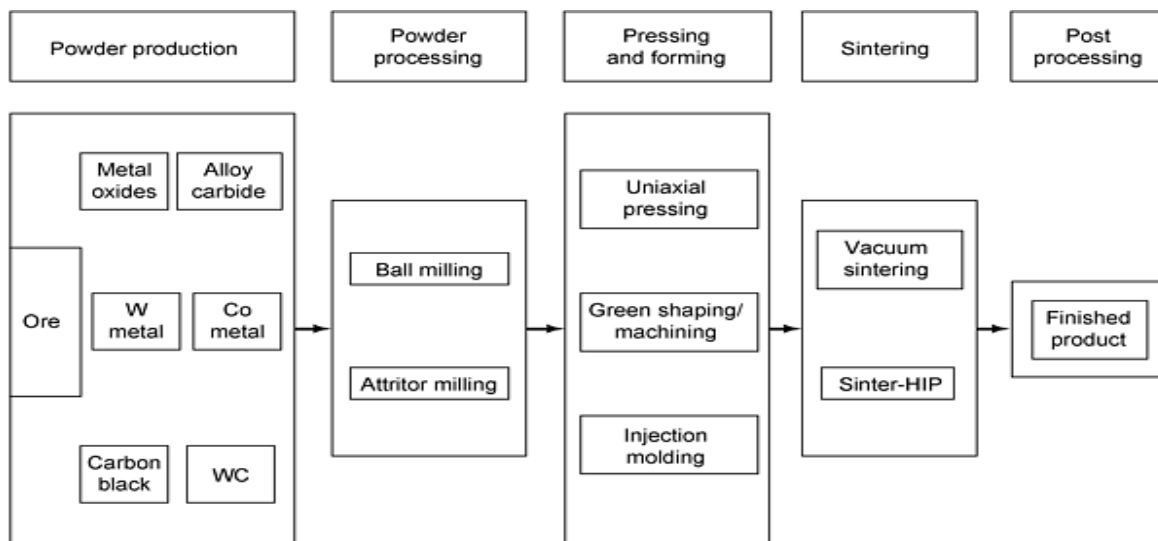 Powder production
Powder
processing
Pressing
and forming
Sintering
Post
processing
Metal
oxides
Alloy
carbide
Ore
W
metal
Co
metal
Carbon
black
WC
Ball milling
Attritor milling
Uniaxial
pressing
Green shaping/
machining
Injection
molding
Vacuum
sintering
Sinter-HIP
Finished
product